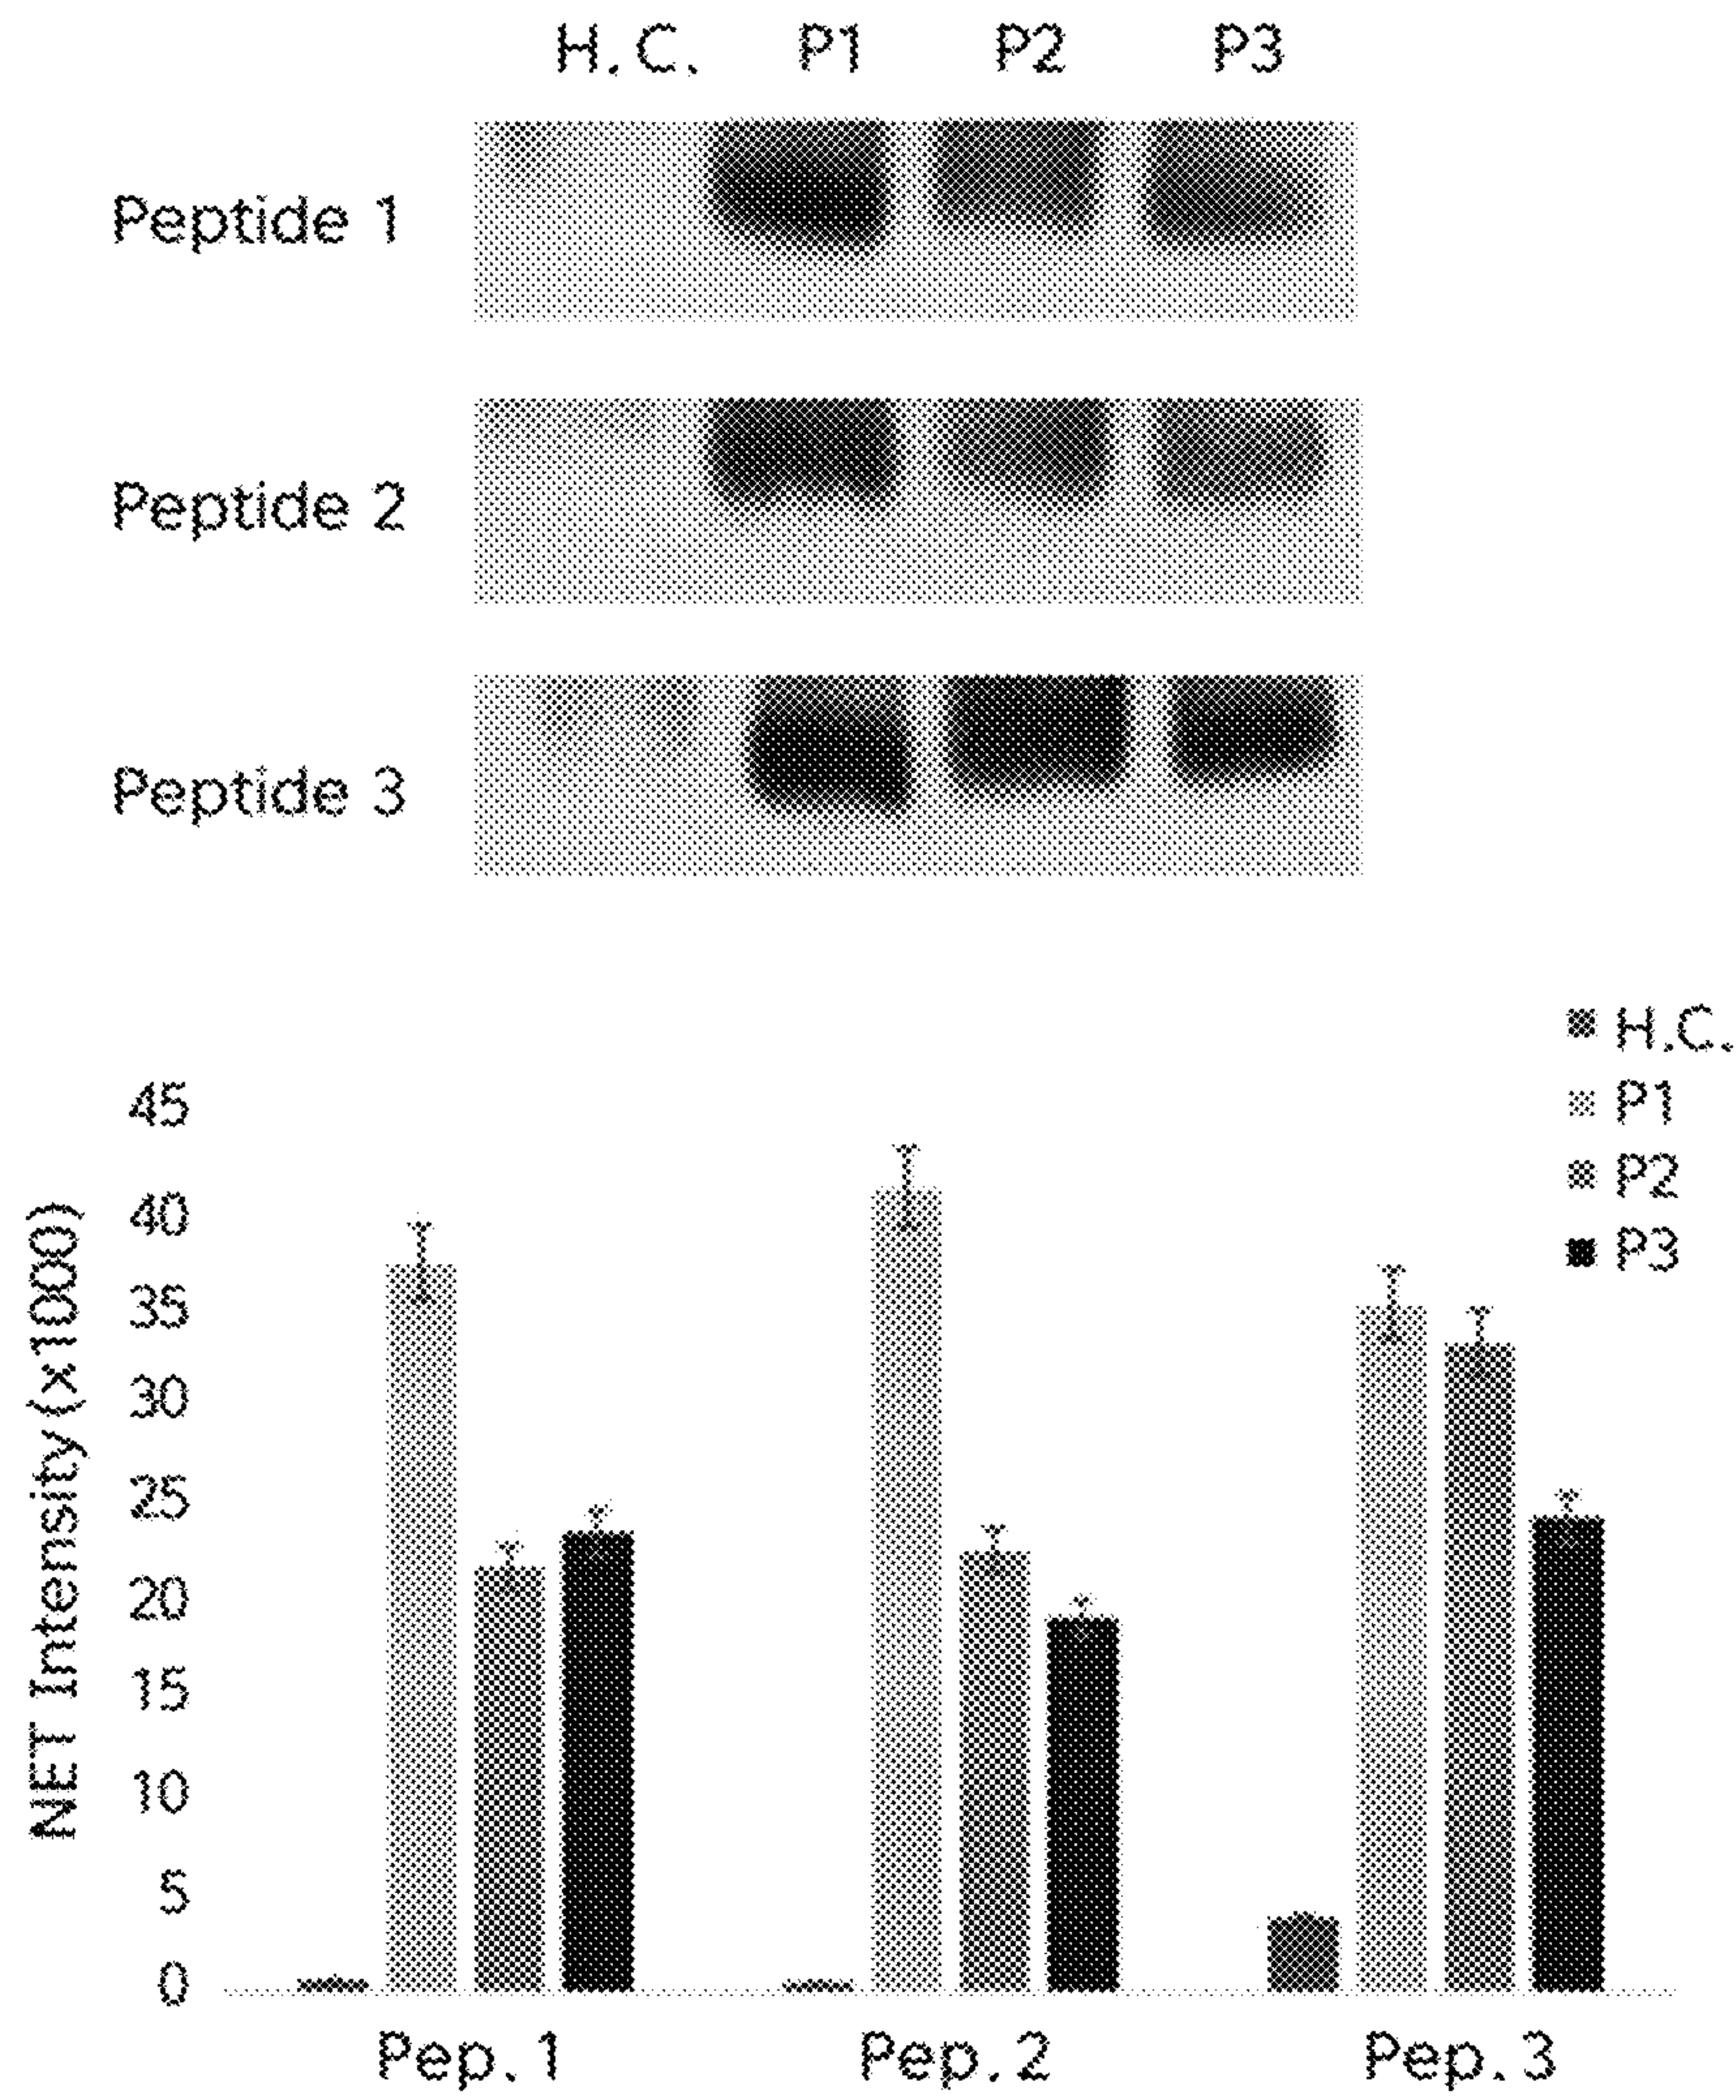 H.C. P1 P2 P3
Peptide 1
Peptide 2
Peptide 3
H.C.
P1
P2
P3
NET Intensity (x1000)
45
40
35
30
25
20
15
10
5
0
Pep.1 Pep.2 Pep.3